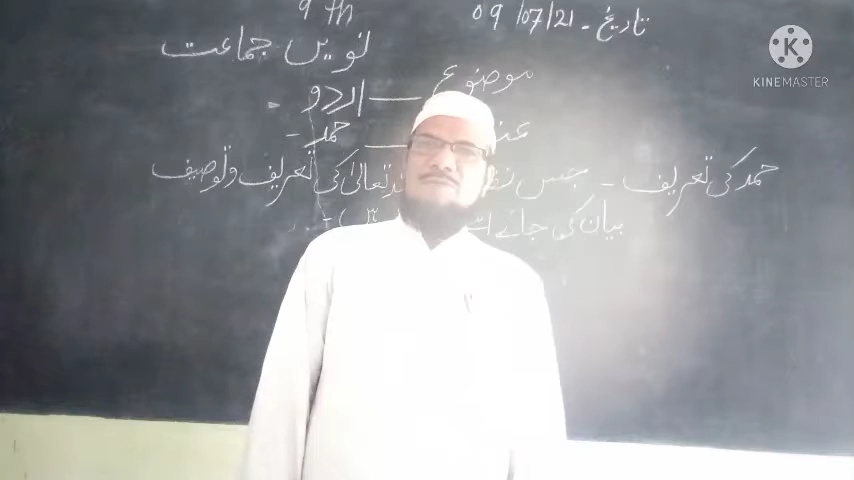 9 th
تاریخ - 09/07/21
نویں جماعت
موضوع — اردو -
حمد -
حمد کی تعریف - جس تعالیٰ کی تعریف و توصیف
بیان کی جائے
KINEMASTER